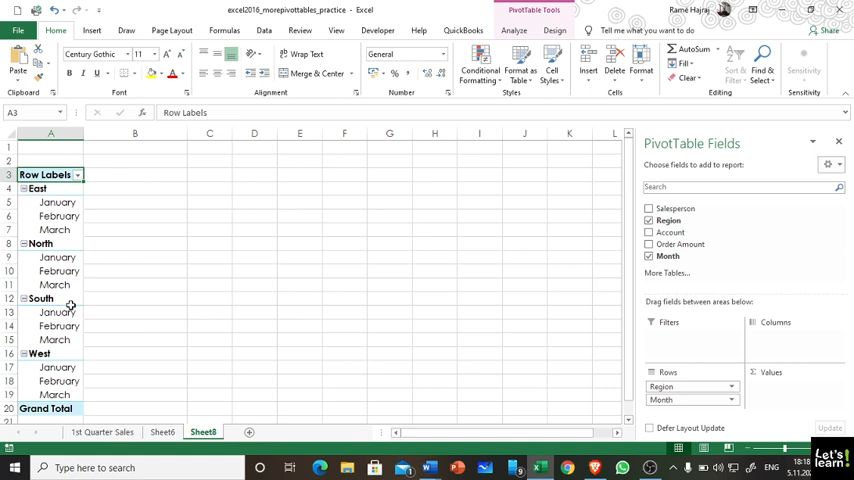 excel2016_morepivottables_practice - Excel
PivotTable Tools
Ramë Hajraj
File Home Insert Draw Page Layout Formulas Data Review View Developer Help QuickBooks Analyze Design Tell me what you want to do Share
Paste
Century Gothic 11
B I U
Wrap Text
Merge & Center
General
% ,
Conditional Formatting
Format as Table
Cell Styles
Insert Delete Format
AutoSum
Fill
Clear
Sort & Filter
Find & Select
Sensitivity
Clipboard Font Alignment Number Styles Cells Editing Sensitivity
A3 fx Row Labels
A B C D E F G H I J K L
1
2
3 Row Labels
4 East
5 January
6 February
7 March
8 North
9 January
10 February
11 March
12 South
13 January
14 February
15 March
16 West
17 January
18 February
19 March
20 Grand Total
21
PivotTable Fields
Choose fields to add to report:
Search
Salesperson
Region
Account
Order Amount
Month
More Tables...
Drag fields between areas below:
Filters Columns
Rows Values
Region
Month
Defer Layout Update Update
1st Quarter Sales Sheet6 Sheet8
Type here to search
ENG
18:18
5.11.202
Let's
learn!